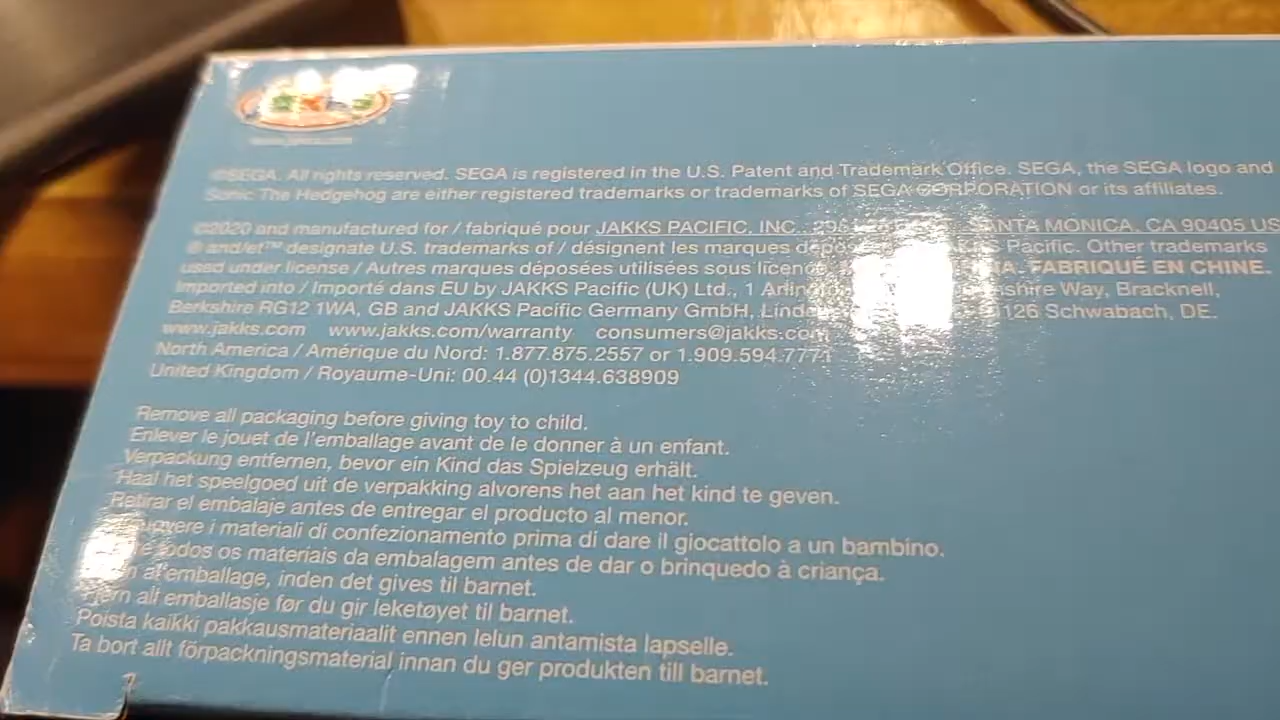 ©SEGA. All rights reserved. SEGA is registered in the U.S. Patent and Trademark Office. SEGA, the SEGA logo and
Sonic The Hedgehog are either registered trademarks or trademarks of SEGA CORPORATION or its affiliates.
©2020 and manufactured for / fabriqué pour JAKKS PACIFIC, INC., SANTA MONICA, CA 90405 US
® and/et™ designate U.S. trademarks of / désignent les marques Pacific. Other trademarks
used under license / Autres marques déposées utilisées sous FABRIQUÉ EN CHINE.
Imported into / Importé dans EU by JAKKS Pacific (UK) Ltd., 1 Way, Bracknell,
Berkshire RG12 1WA, GB and JAKKS Pacific Germany GmbH, Schwabach, DE.
www.jakks.com www.jakks.com/warranty consumers@jakks.com
North America / Amérique du Nord: 1.877.875.2557 or 1.909.594.7771
United Kingdom / Royaume-Uni: 00.44 (0)1344.638909
Remove all packaging before giving toy to child.
Enlever le jouet de l'emballage avant de le donner à un enfant.
Verpackung entfernen, bevor ein Kind das Spielzeug erhält.
Haal het speelgoed uit de verpakking alvorens het aan het kind te geven.
Retirar el embalaje antes de entregar el producto al menor.
i materiali di confezionamento prima di dare il giocattolo a un bambino.
todos os materiais da embalagem antes de dar o brinquedo à criança.
al emballage, inden det gives til barnet.
Fjern all emballasje før du gir leketøyet til barnet.
Poista kaikki pakkausmateriaalit ennen lelun antamista lapselle.
Ta bort allt förpackningsmaterial innan du ger produkten till barnet.